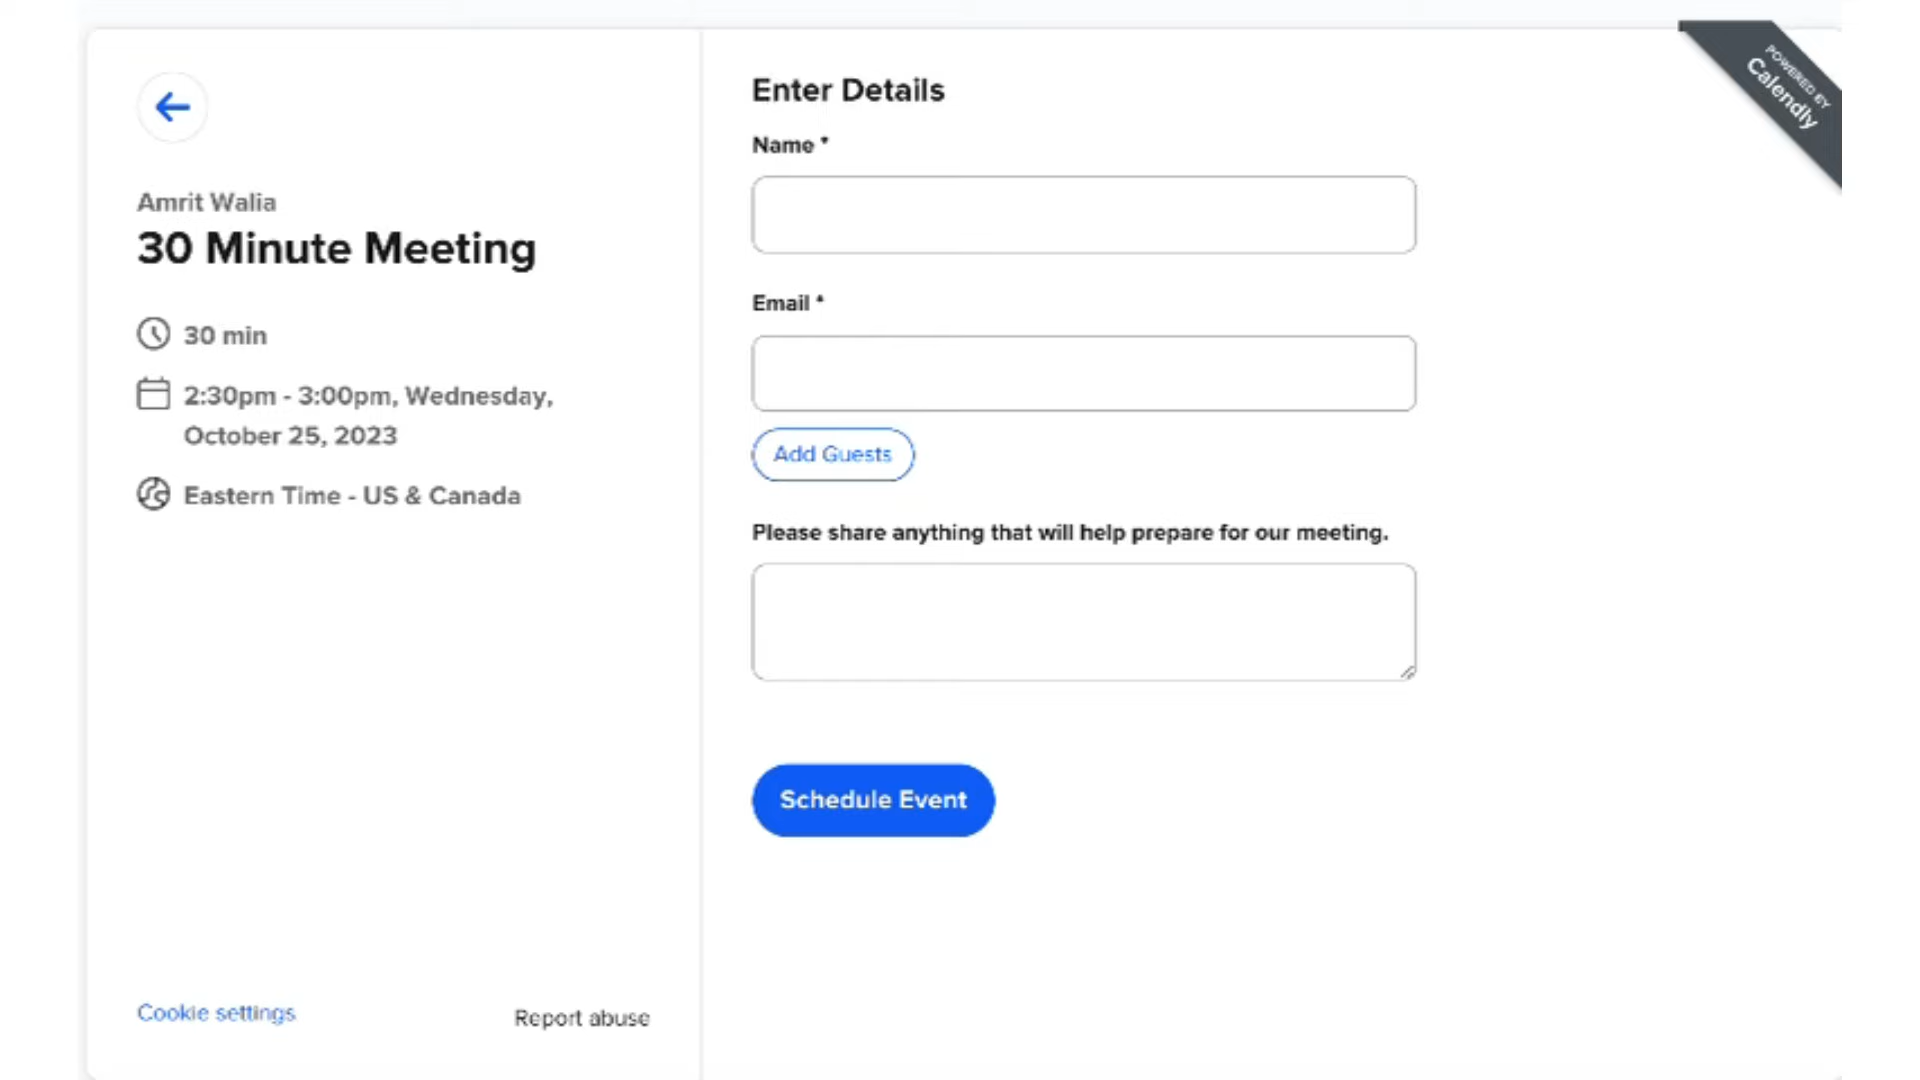 Amrit Walia
30 Minute Meeting
30 min
2:30pm - 3:00pm, Wednesday,
October 25, 2023
Eastern Time - US & Canada
Cookie settings
Report abuse
Enter Details
Name *
Email *
Add Guests
Please share anything that will help prepare for our meeting.
Schedule Event
POWERED BY
Calendly